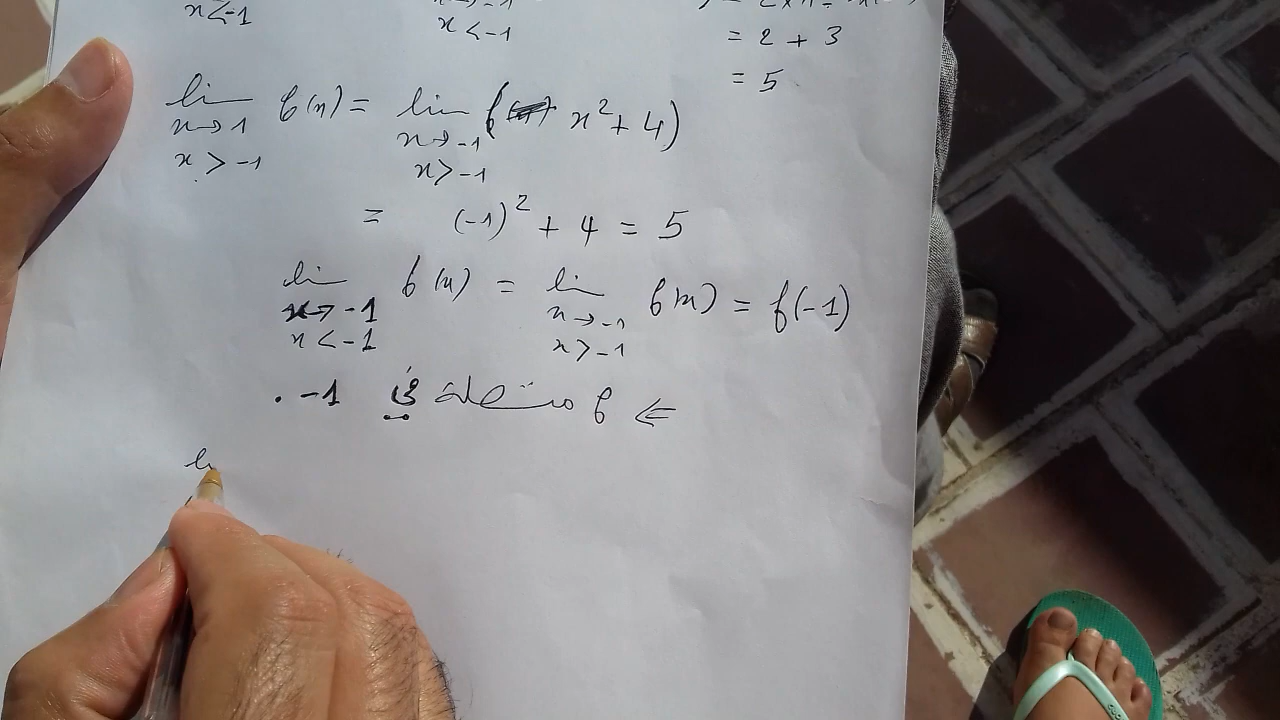 x<-1
x<-1
= 2 + 3
= 5
lim f(x) = lim (x²+4)
x→1 x→-1
x>-1 x>-1
= (-1)² + 4 = 5
lim f(x) = lim f(x) = f(-1)
x→-1 x→-1
x<-1 x>-1
⇐ f متصلة في -1.
li